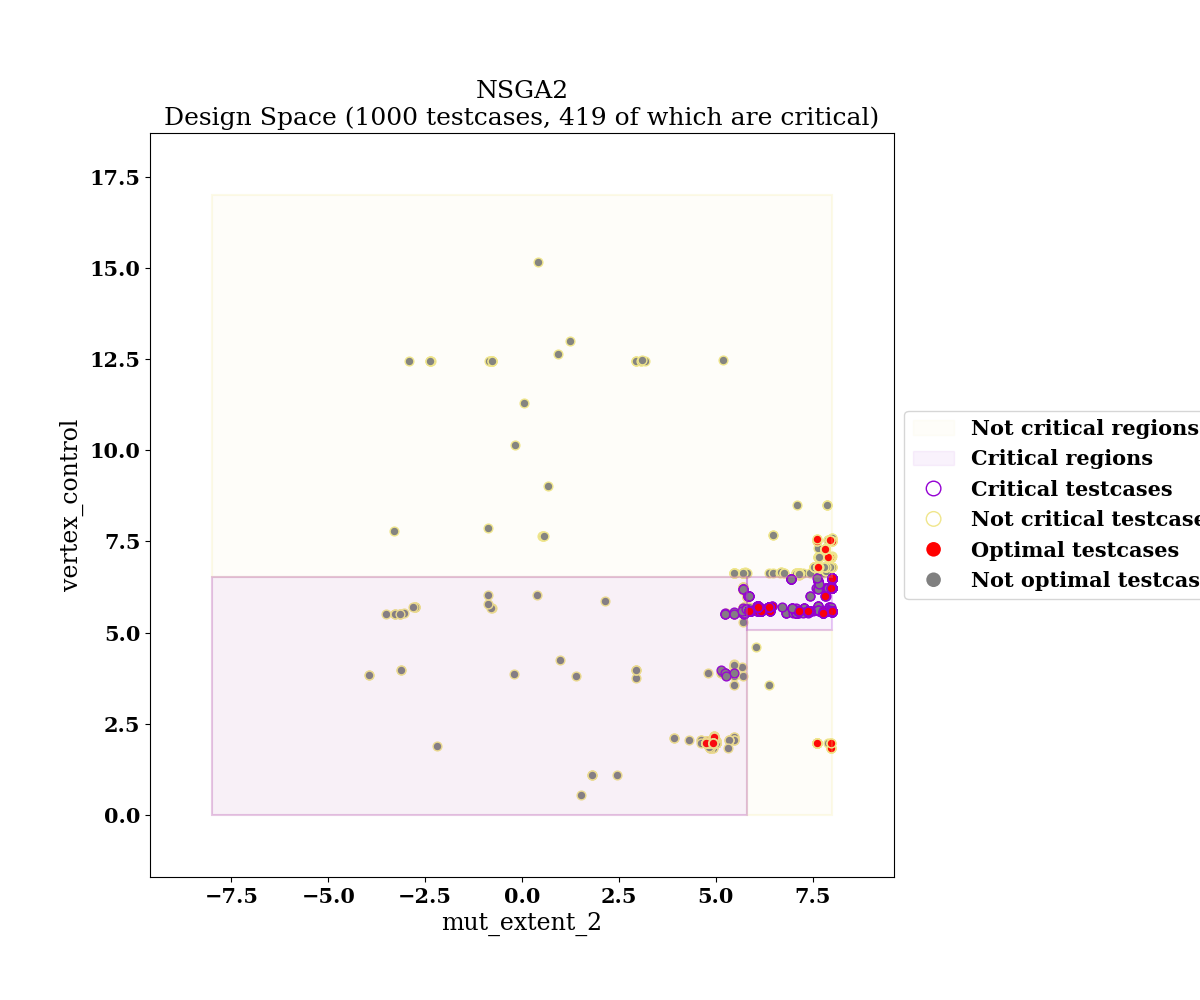 NSGA2
Design Space (1000 testcases, 419 of which are critical)
17.5
15.0
12.5
10.0
7.5
5.0
2.5
0.0
vertex_control
−7.5
−5.0
−2.5
0.0
2.5
5.0
7.5
mut_extent_2
Not critical regions
Critical regions
Critical testcases
Not critical testcase
Optimal testcases
Not optimal testcas